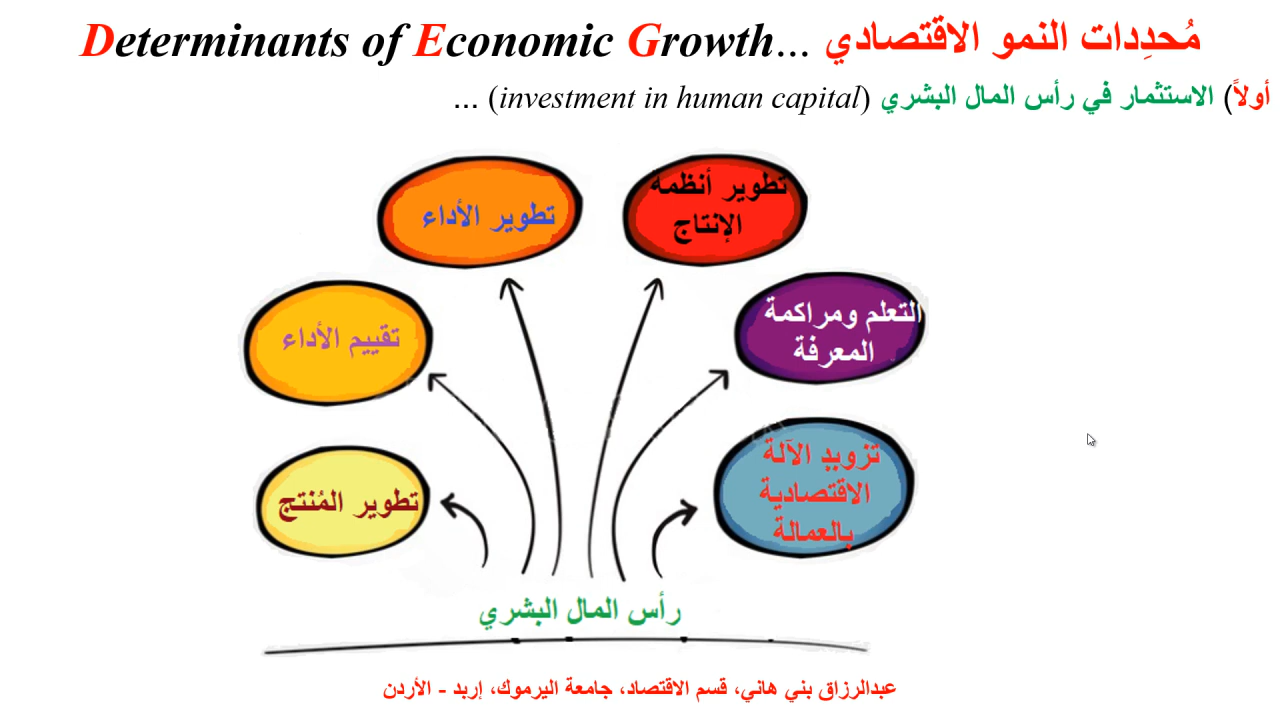 Determinants of Economic Growth... مُحدِدات النمو الاقتصادي
أولاً) الاستثمار في رأس المال البشري (investment in human capital) ...
تطوير أنظمة
الإنتاج
تطوير الأداء
التعلم ومراكمة
المعرفة
تقييم الأداء
تزويد الآلة
الاقتصادية
بالعمالة
تطوير المُنتج
رأس المال البشري
عبدالرزاق بني هاني، قسم الاقتصاد، جامعة اليرموك، إربد - الأردن